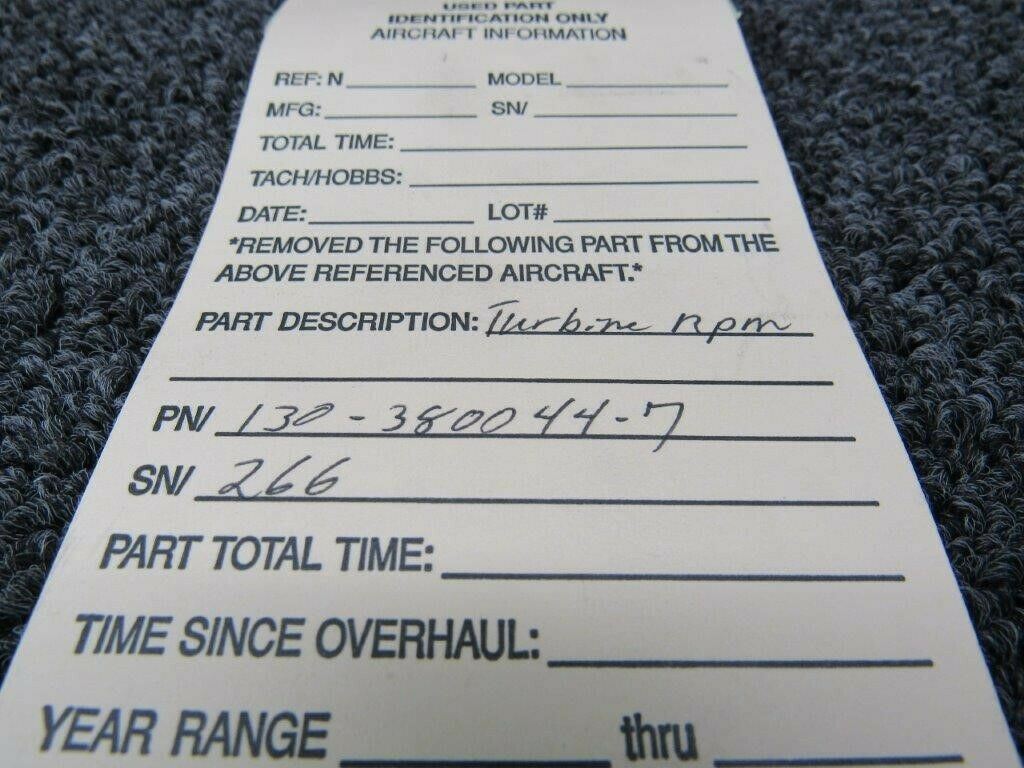 USED PART
IDENTIFICATION ONLY
AIRCRAFT INFORMATION
REF: N MODEL
MFG: SN/
TOTAL TIME:
TACH/HOBBS:
DATE: LOT#
*REMOVED THE FOLLOWING PART FROM THE
ABOVE REFERENCED AIRCRAFT.*
PART DESCRIPTION: Turbine Rpm
PN/ 130-380044-7
SN/ 266
PART TOTAL TIME:
TIME SINCE OVERHAUL:
YEAR RANGE thru